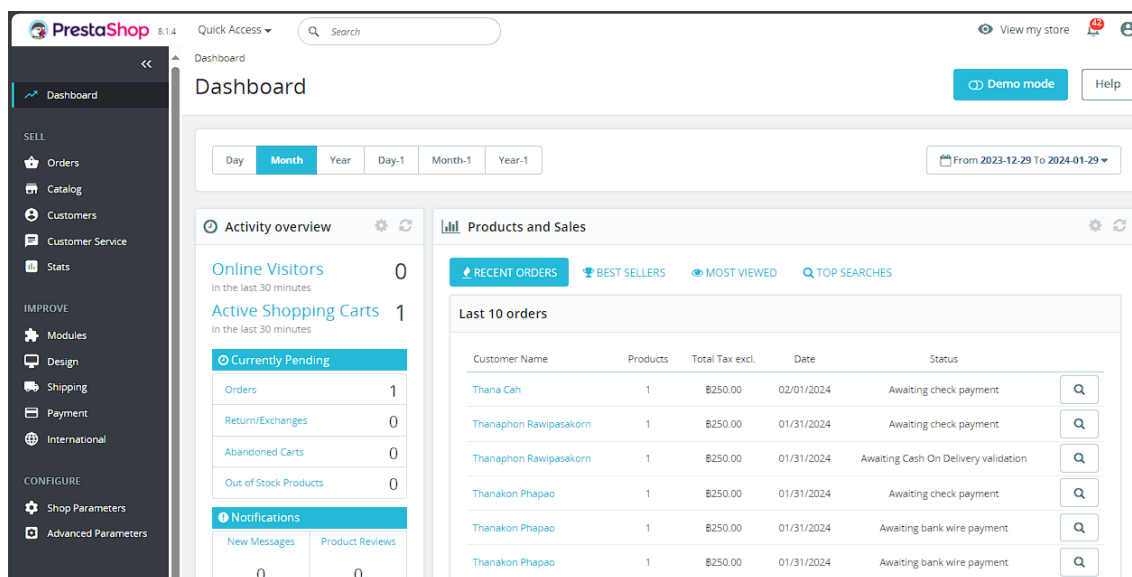 PrestaShop 8.1.4 Quick Access Search View my store 42
Dashboard
Dashboard
Demo mode Help
Dashboard
SELL
Orders
Catalog
Customers
Customer Service
Stats
IMPROVE
Modules
Design
Shipping
Payment
International
CONFIGURE
Shop Parameters
Advanced Parameters
Day Month Year Day-1 Month-1 Year-1 From 2023-12-29 To 2024-01-29
Activity overview
Online Visitors 0
in the last 30 minutes
Active Shopping Carts 1
in the last 30 minutes
Currently Pending
Orders 1
Return/Exchanges 0
Abandoned Carts 0
Out of Stock Products 0
Notifications
New Messages Product Reviews
0 0
Products and Sales
RECENT ORDERS BEST SELLERS MOST VIEWED TOP SEARCHES
Last 10 orders
Customer Name Products Total Tax excl. Date Status
Thana Cah 1 ฿250.00 02/01/2024 Awaiting check payment
Thanaphon Rawipasakorn 1 ฿250.00 01/31/2024 Awaiting check payment
Thanaphon Rawipasakorn 1 ฿250.00 01/31/2024 Awaiting Cash On Delivery validation
Thanakon Phapao 1 ฿250.00 01/31/2024 Awaiting check payment
Thanakon Phapao 1 ฿250.00 01/31/2024 Awaiting bank wire payment
Thanakon Phapao 1 ฿250.00 01/31/2024 Awaiting bank wire payment